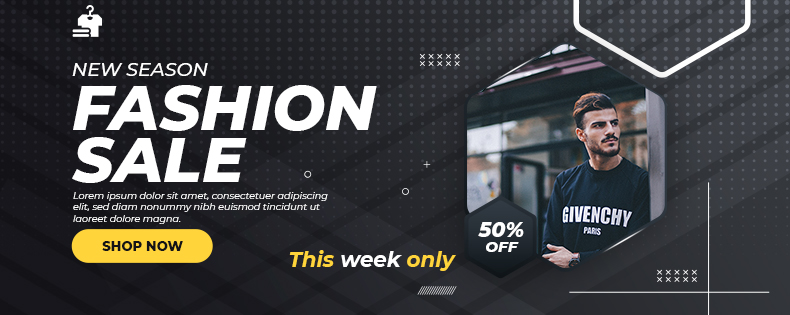 NEW SEASON
FASHION
SALE
Lorem ipsum dolor sit amet, consectetuer adipiscing
elit, sed diam nonummy nibh euismod tincidunt ut
laoreet dolore magna.
SHOP NOW
This week only
50%
OFF
GIVENCHY
PARIS